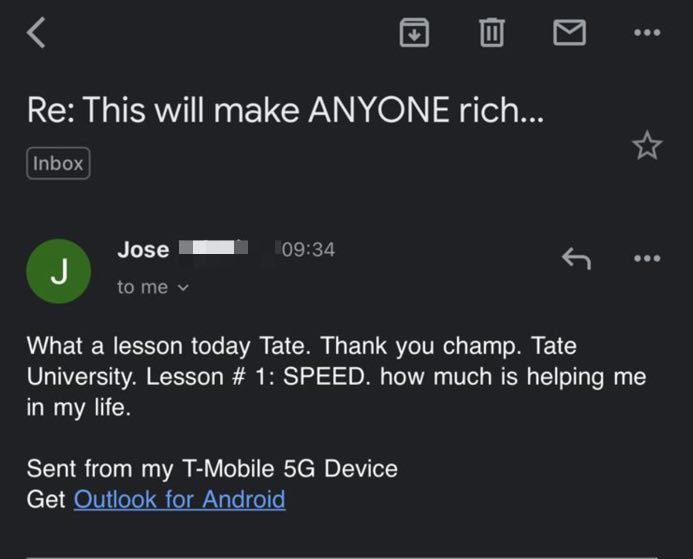 Re: This will make ANYONE rich...
Inbox
J
Jose
09:34
to me
What a lesson today Tate. Thank you champ. Tate
University. Lesson # 1: SPEED. how much is helping me
in my life.
Sent from my T-Mobile 5G Device
Get Outlook for Android